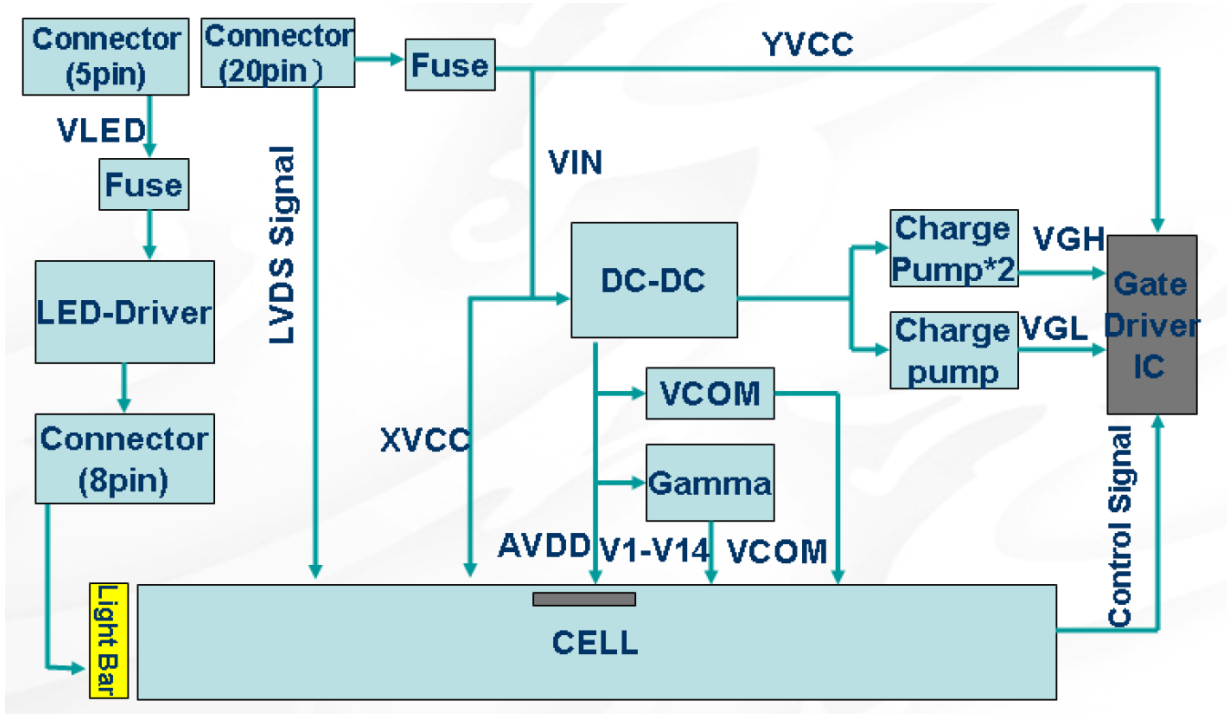 Connector
(5pin)
Connector
(20pin）
Fuse
YVCC
VLED
Fuse
LVDS Signal
VIN
LED-Driver
DC-DC
Charge
Pump*2
VGH
Charge
pump
VGL
Gate
Driver
IC
Connector
(8pin)
XVCC
VCOM
Gamma
AVDD
V1-V14
VCOM
Control Signal
Light Bar
CELL